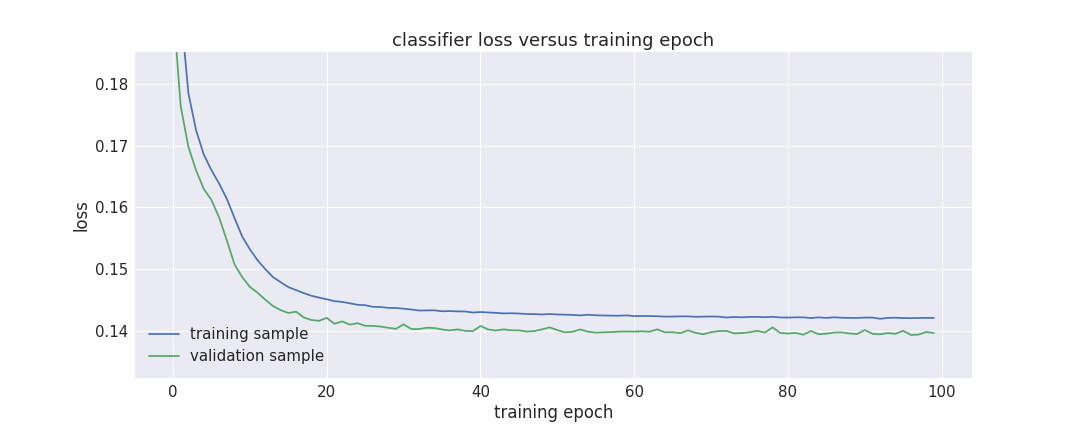 classifier loss versus training epoch
0.18
0.17
0.16
0.15
0.14
loss
training sample
validation sample
0 20 40 60 80 100
training epoch